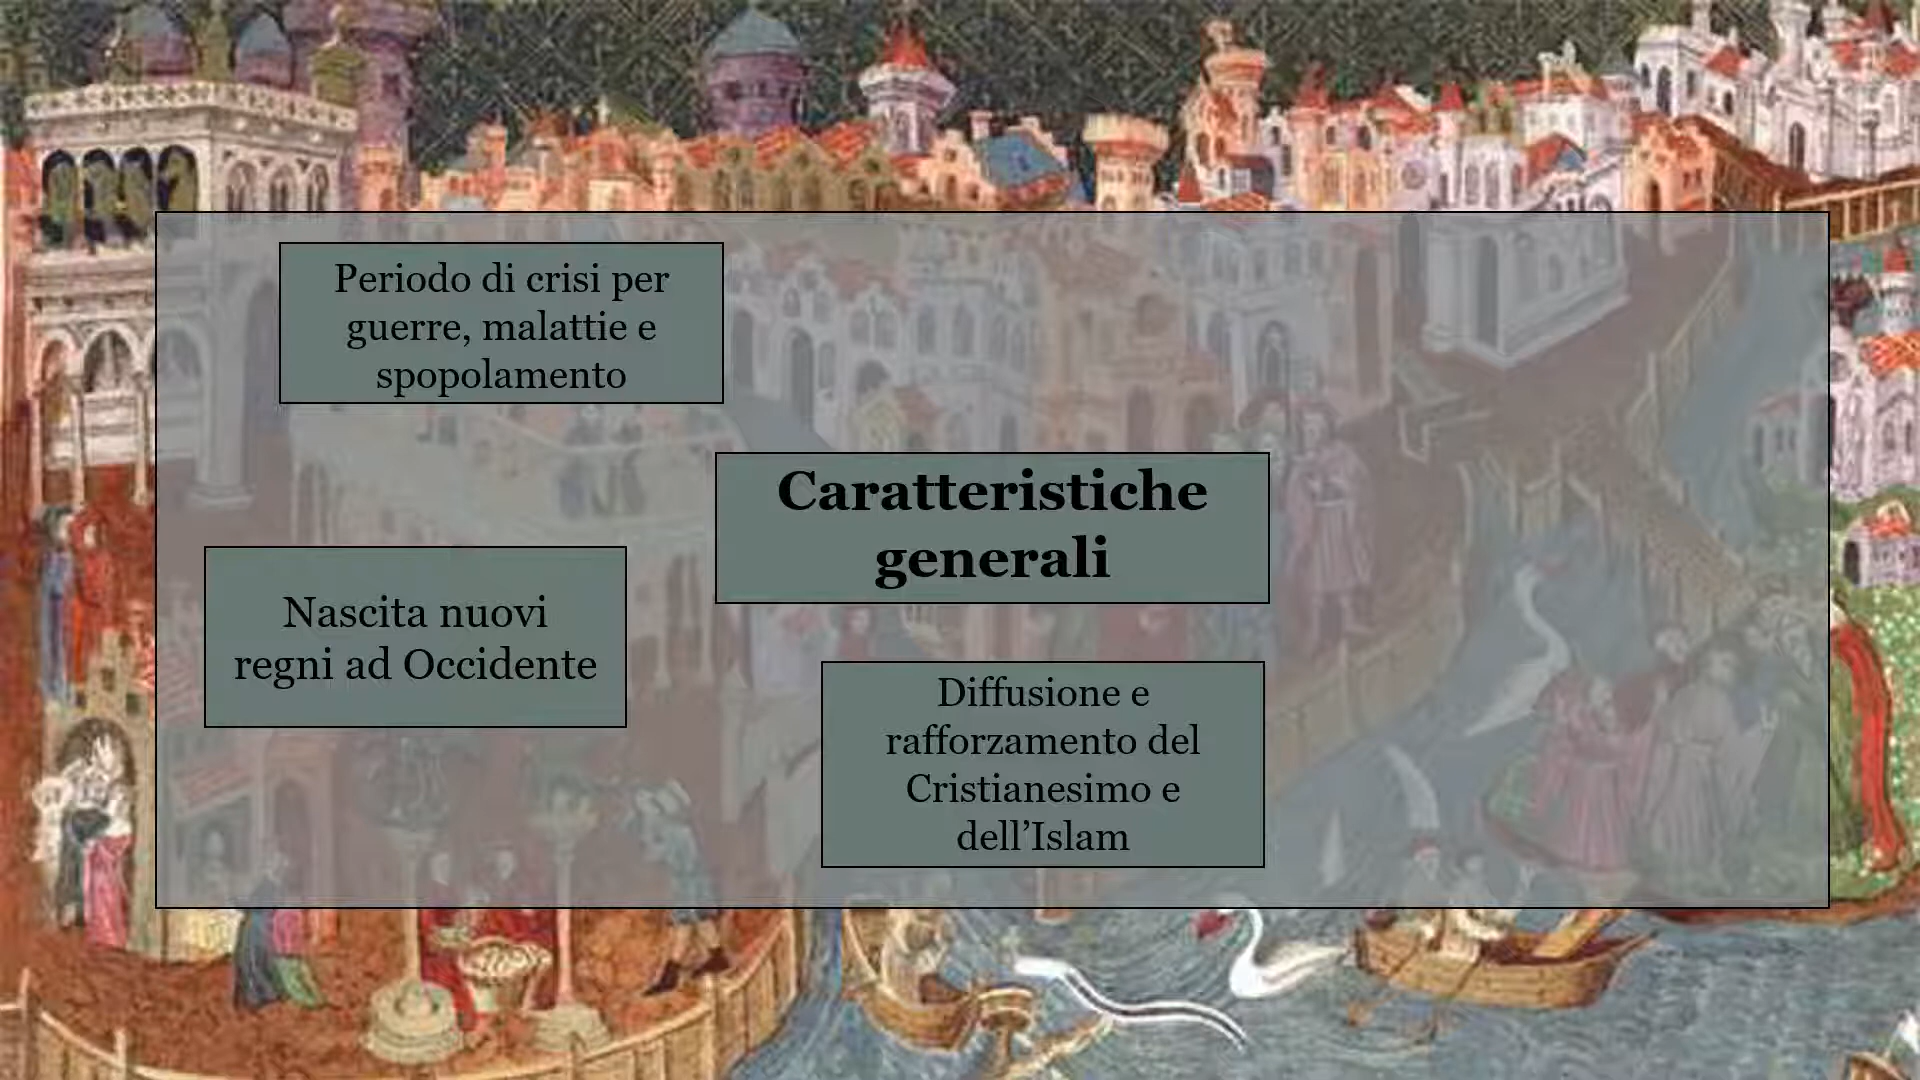 Periodo di crisi per
guerre, malattie e
spopolamento
Caratteristiche
generali
Nascita nuovi
regni ad Occidente
Diffusione e
rafforzamento del
Cristianesimo e
dell’Islam